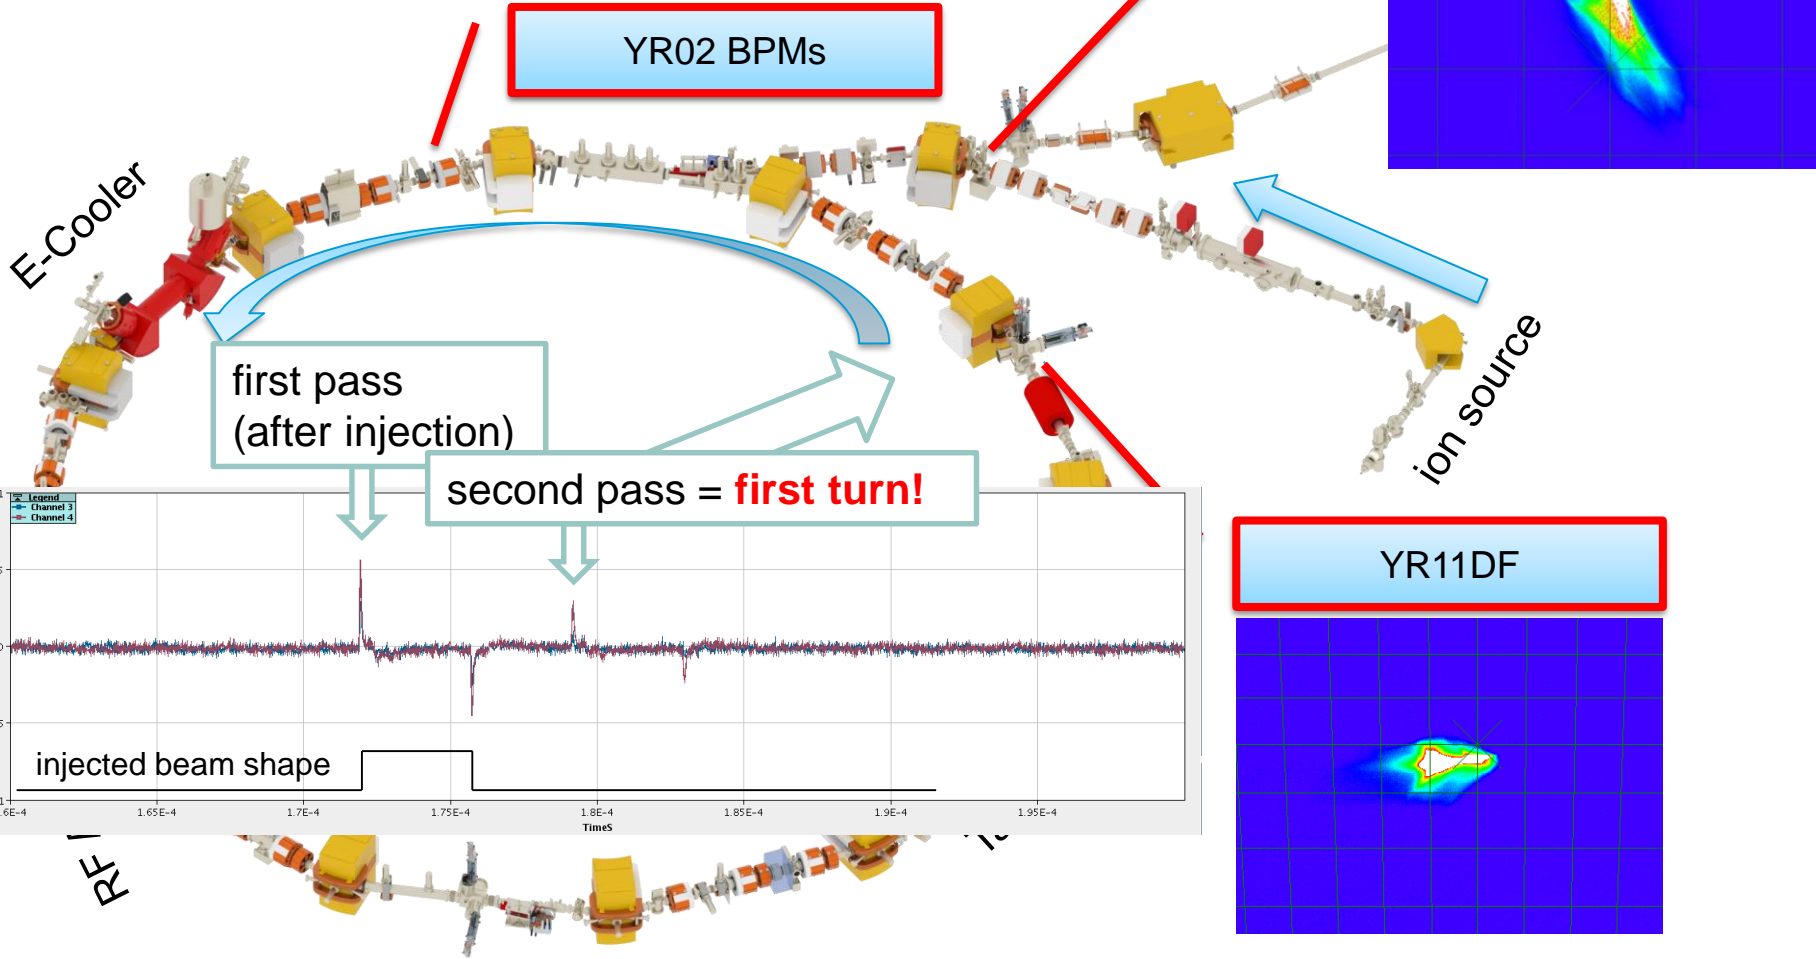 YR02 BPMs
E-Cooler
first pass
(after injection)
second pass = first turn!
ion source
Legend
Channel 3
Channel 4
YR11DF
injected beam shape
1.65E-4
1.7E-4
1.75E-4
1.8E-4
1.85E-4
1.9E-4
1.95E-4
TimeS
RF